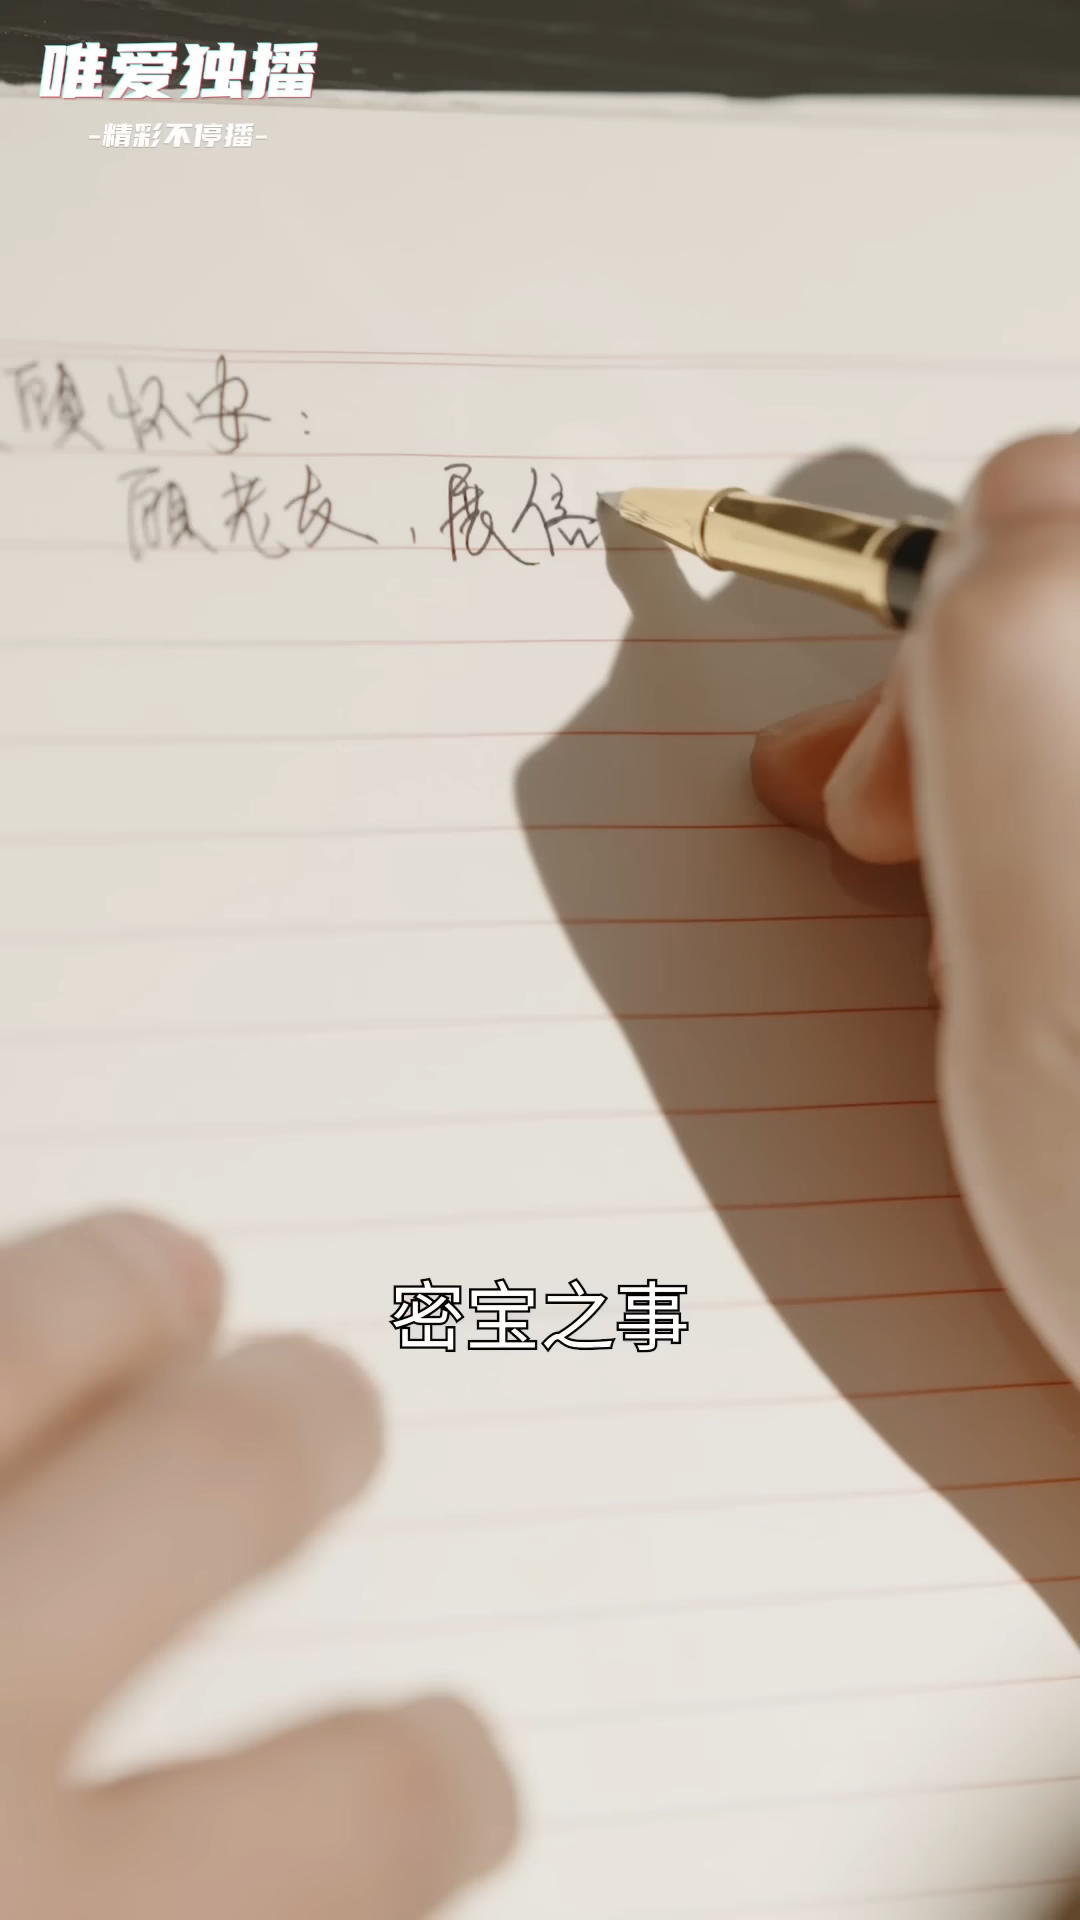 唯爱独播
-精彩不停播-
顾怀安：
顾老友，展信
密宝之事